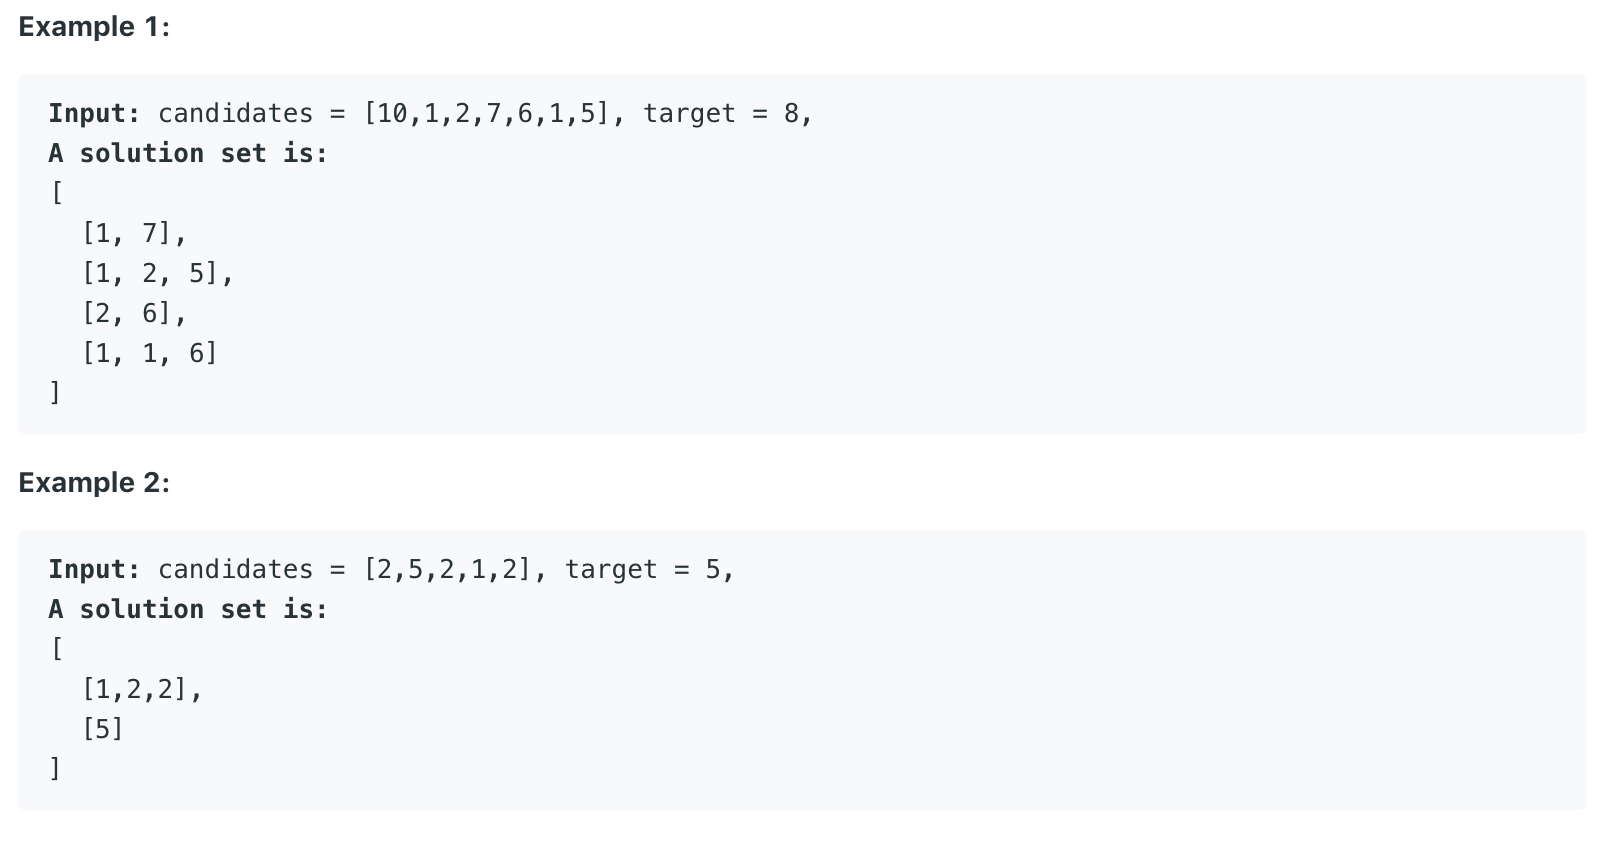 Example 1:
Input: candidates = [10,1,2,7,6,1,5], target = 8,
A solution set is:
[
  [1, 7],
  [1, 2, 5],
  [2, 6],
  [1, 1, 6]
]
Example 2:
Input: candidates = [2,5,2,1,2], target = 5,
A solution set is:
[
  [1,2,2],
  [5]
]